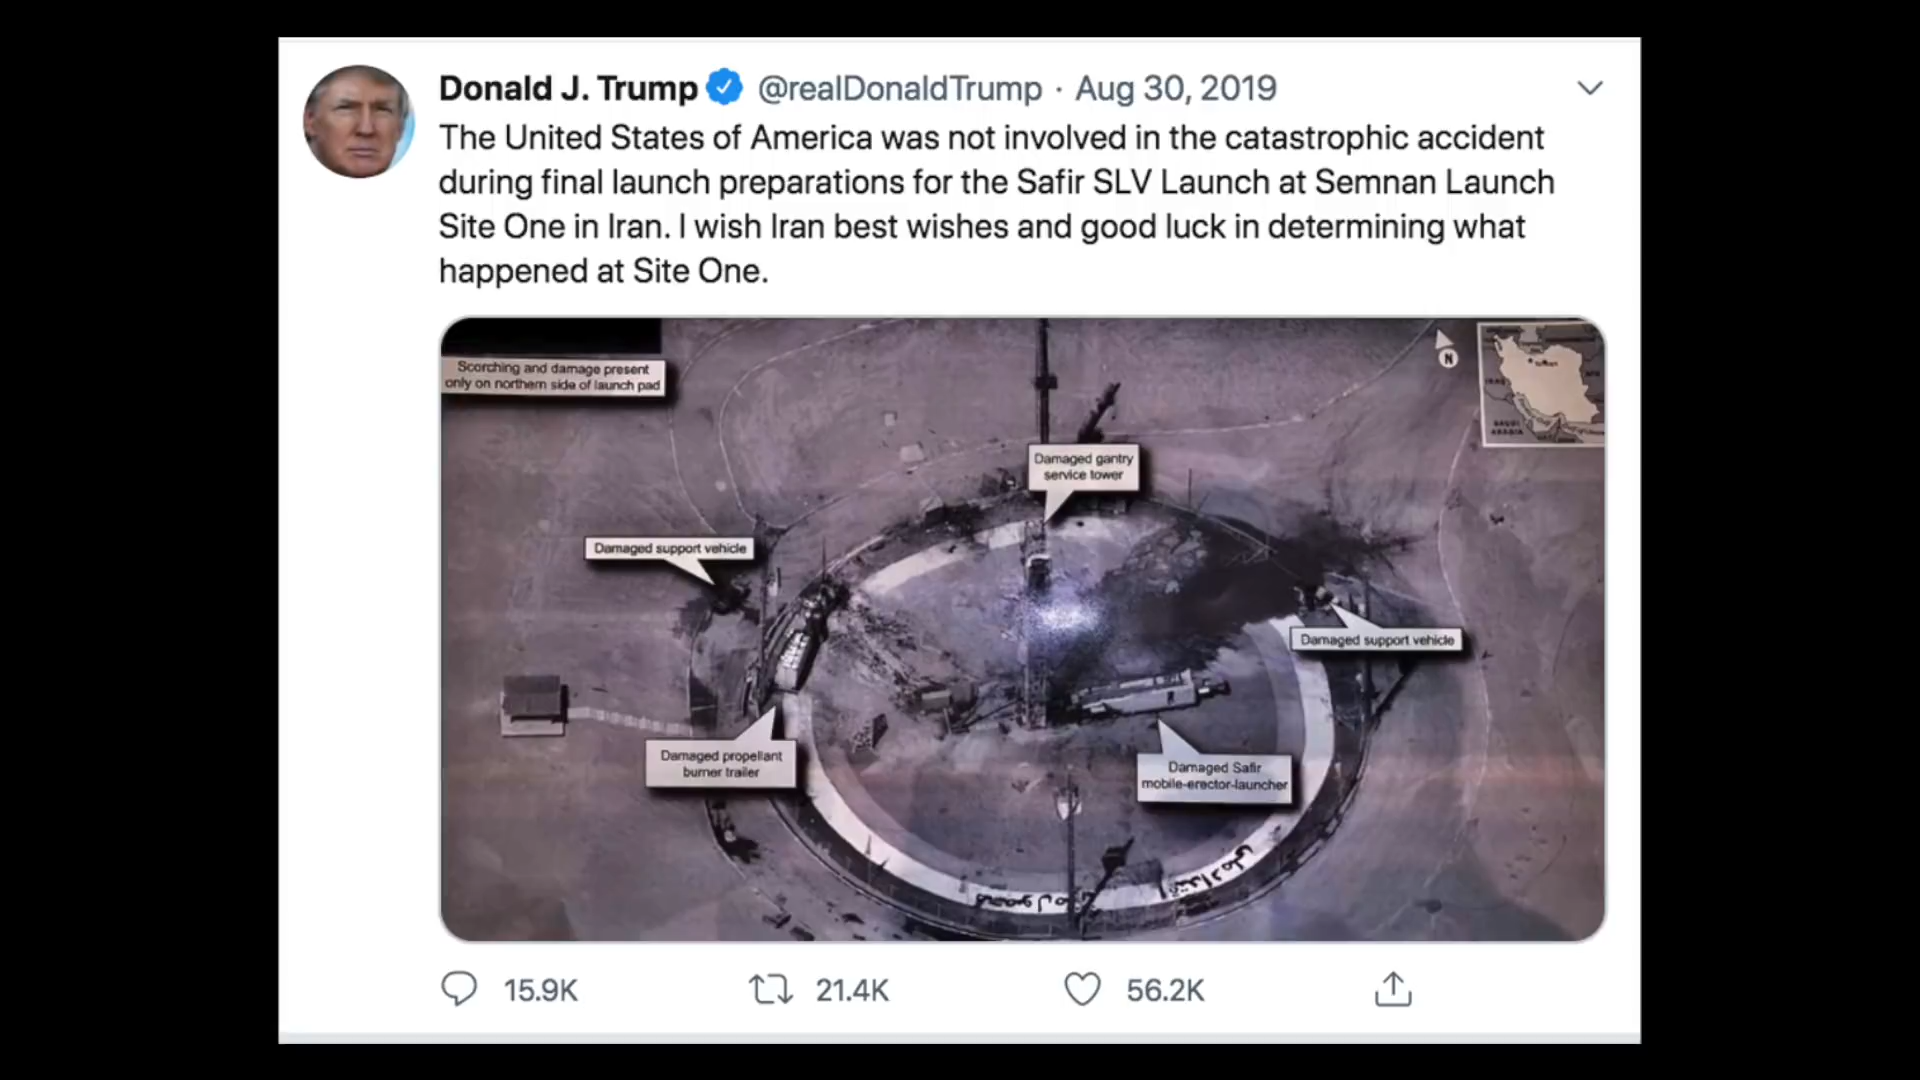 Donald J. Trump @realDonaldTrump · Aug 30, 2019
The United States of America was not involved in the catastrophic accident
during final launch preparations for the Safir SLV Launch at Semnan Launch
Site One in Iran. I wish Iran best wishes and good luck in determining what
happened at Site One.
Scorching and damage present
only on northern side of launch pad
N
Damaged gantry
service tower
Damaged support vehicle
Damaged support vehicle
Damaged propellant
burner trailer
Damaged Safir
mobile-erector-launcher
SAUDI
ARABIA
15.9K 21.4K 56.2K